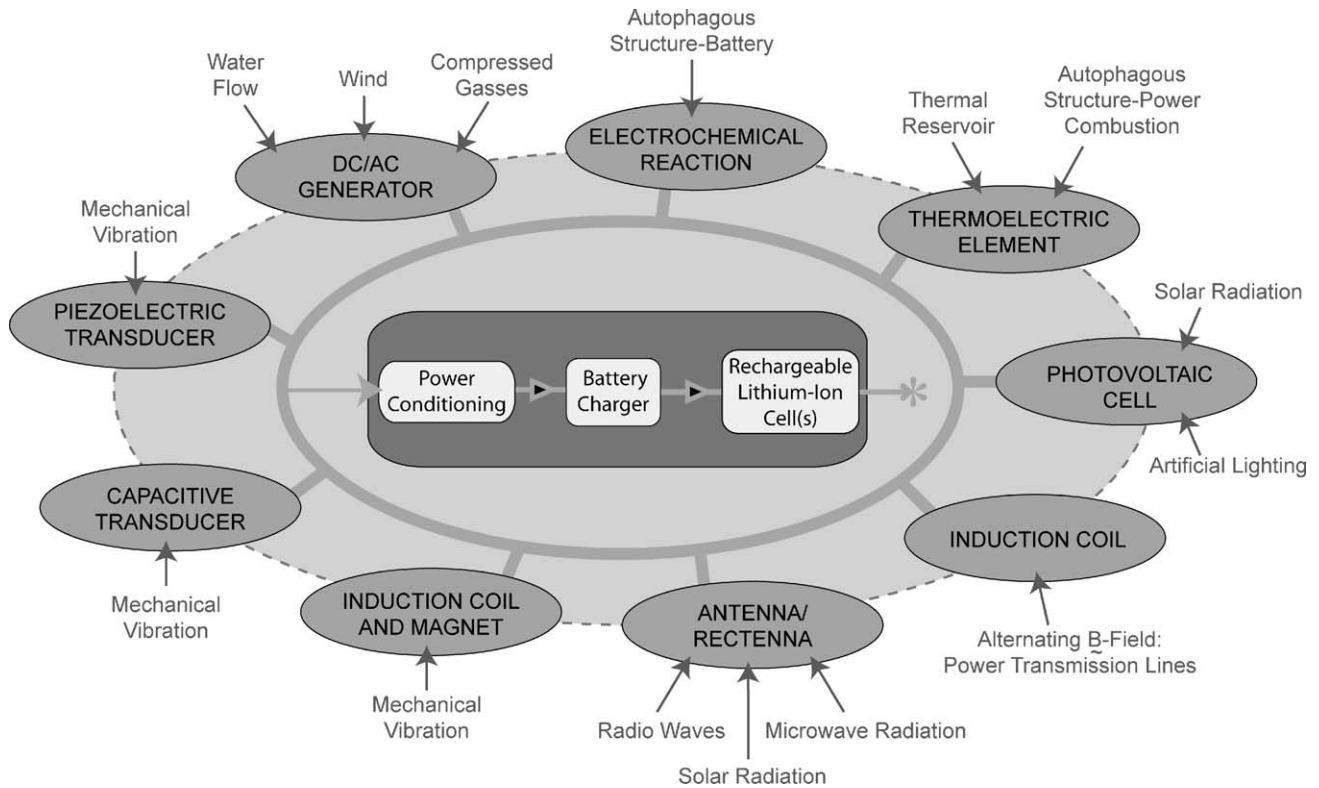 Autophagous
Structure-Battery
Water
Flow
Wind
Compressed
Gasses
Autophagous
Structure-Power
Combustion
Thermal
Reservoir
ELECTROCHEMICAL
REACTION
DC/AC
GENERATOR
Mechanical
Vibration
THERMOELECTRIC
ELEMENT
PIEZOELECTRIC
TRANSDUCER
Solar Radiation
Power
Conditioning
Battery
Charger
Rechargeable
Lithium-Ion
Cell(s)
*
PHOTOVOLTAIC
CELL
Artificial Lighting
CAPACITIVE
TRANSDUCER
INDUCTION COIL
Mechanical
Vibration
INDUCTION COIL
AND MAGNET
ANTENNA/
RECTENNA
Alternating B-Field:
~
Power Transmission Lines
Mechanical
Vibration
Radio Waves
Microwave Radiation
Solar Radiation